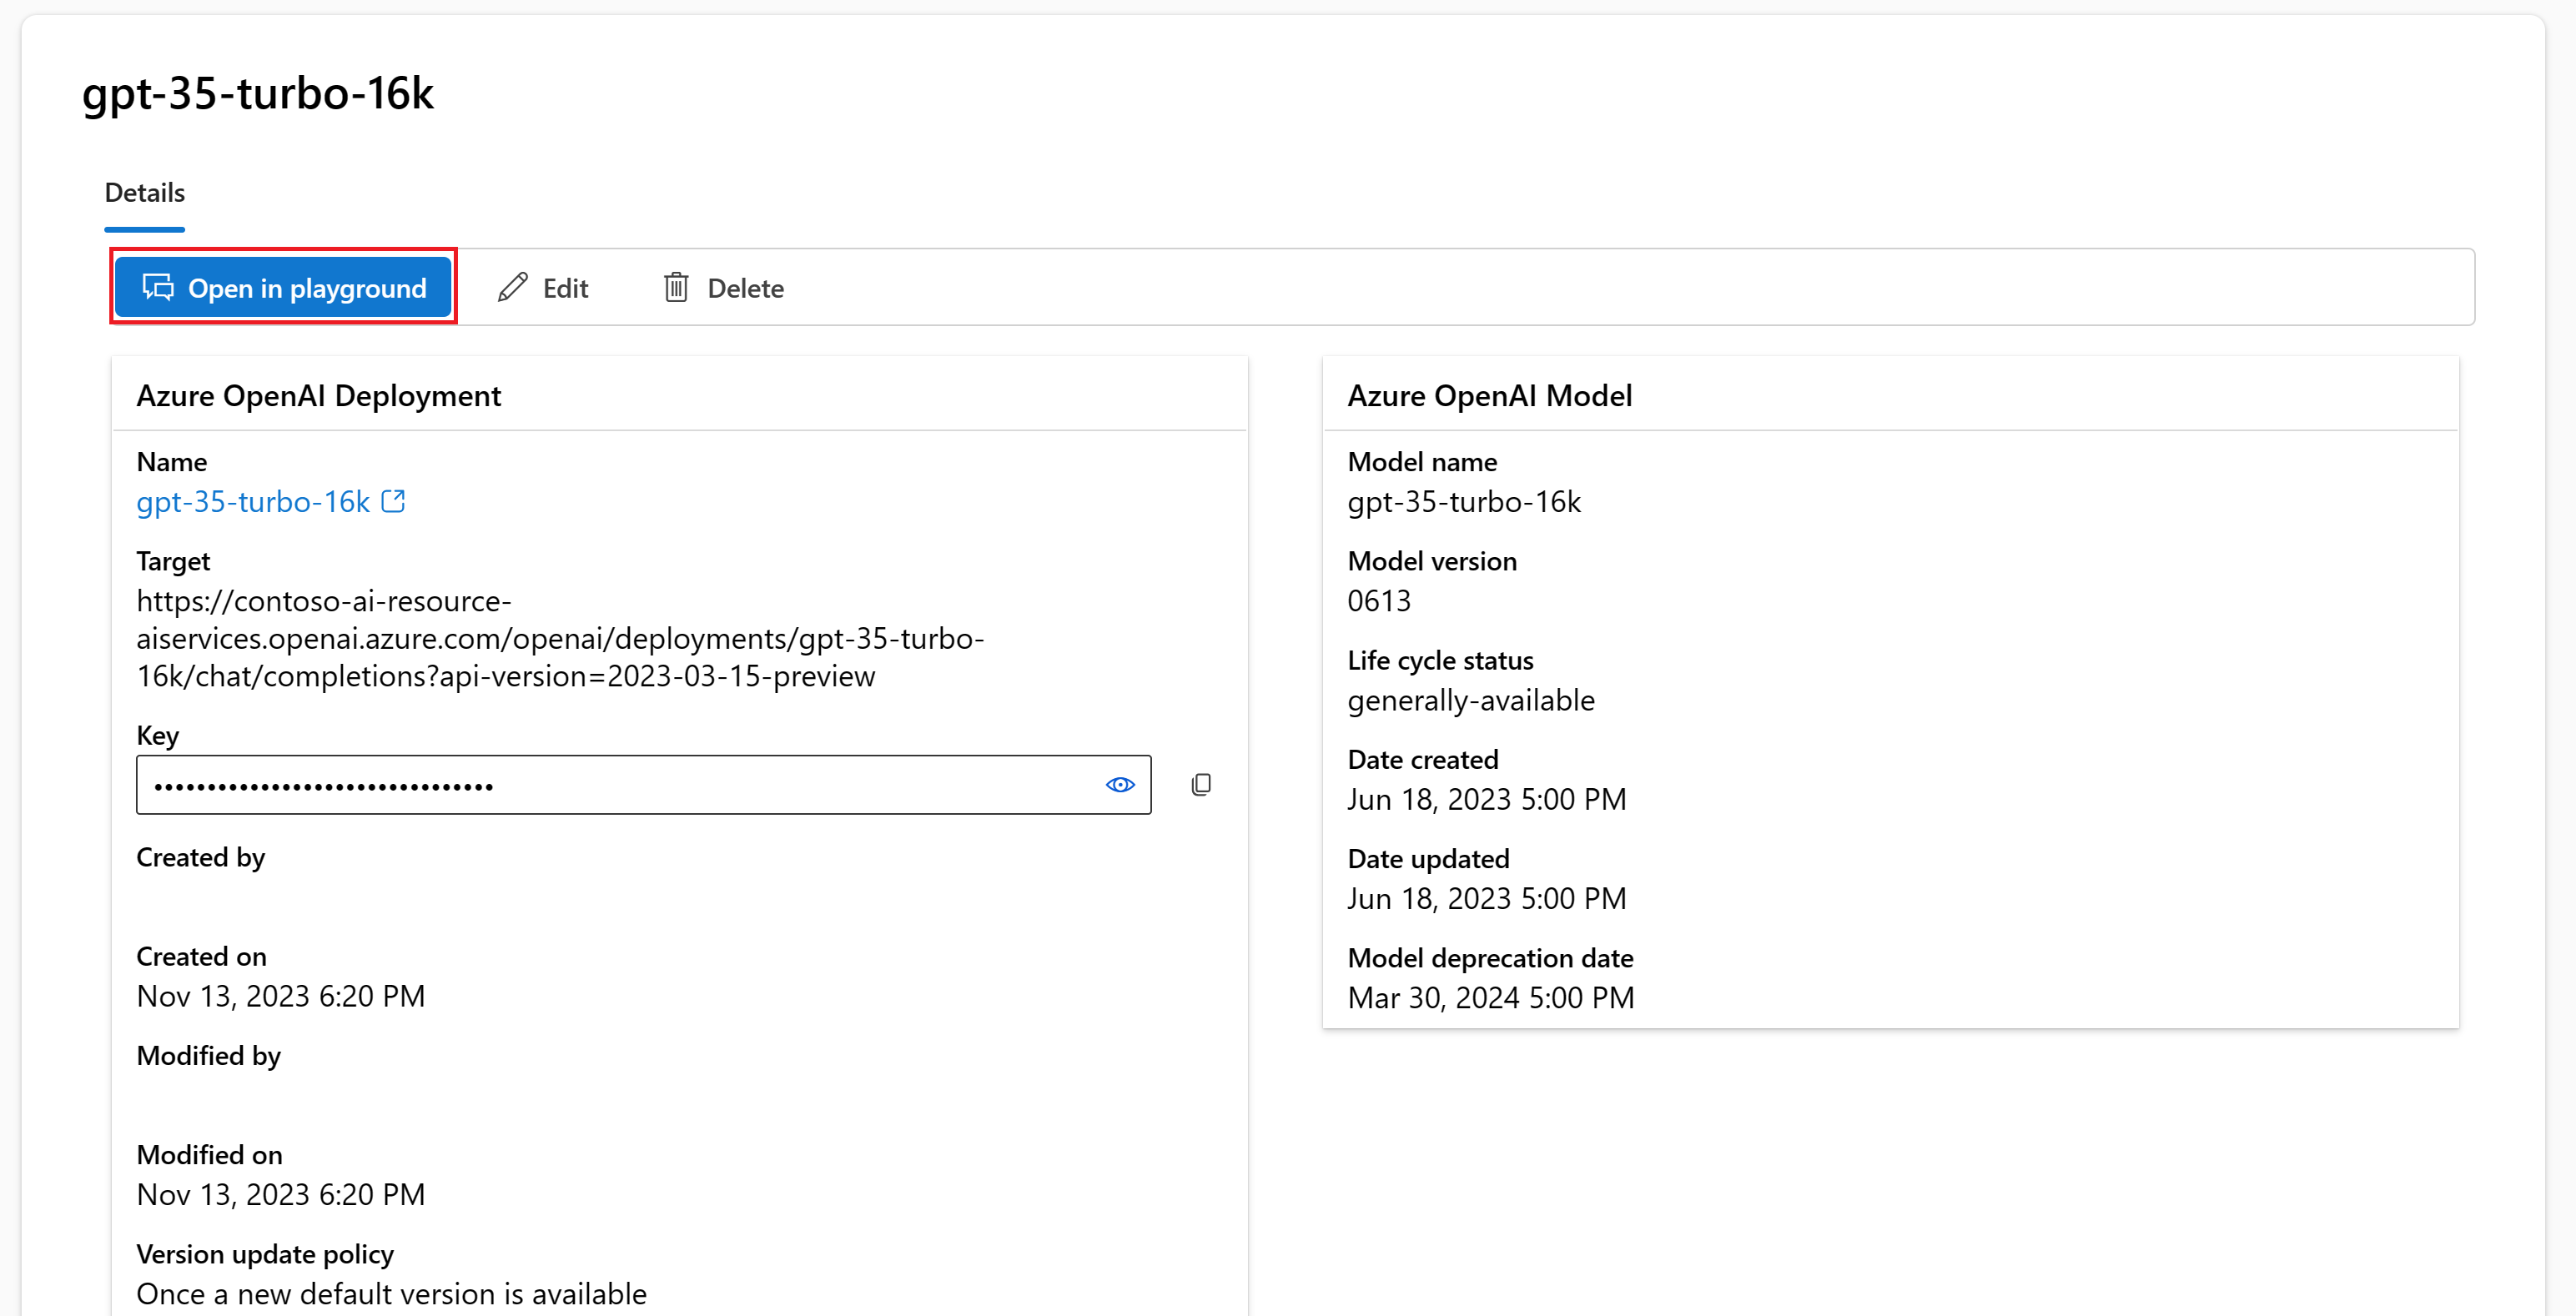 gpt-35-turbo-16k
Details
Open in playground
Edit
Delete
Azure OpenAI Deployment
Name
gpt-35-turbo-16k
Target
https://contoso-ai-resource-
aiservices.openai.azure.com/openai/deployments/gpt-35-turbo-
16k/chat/completions?api-version=2023-03-15-preview
Key
••••••••••••••••••••••••••••••••
Created by
Created on
Nov 13, 2023 6:20 PM
Modified by
Modified on
Nov 13, 2023 6:20 PM
Version update policy
Once a new default version is available
Azure OpenAI Model
Model name
gpt-35-turbo-16k
Model version
0613
Life cycle status
generally-available
Date created
Jun 18, 2023 5:00 PM
Date updated
Jun 18, 2023 5:00 PM
Model deprecation date
Mar 30, 2024 5:00 PM